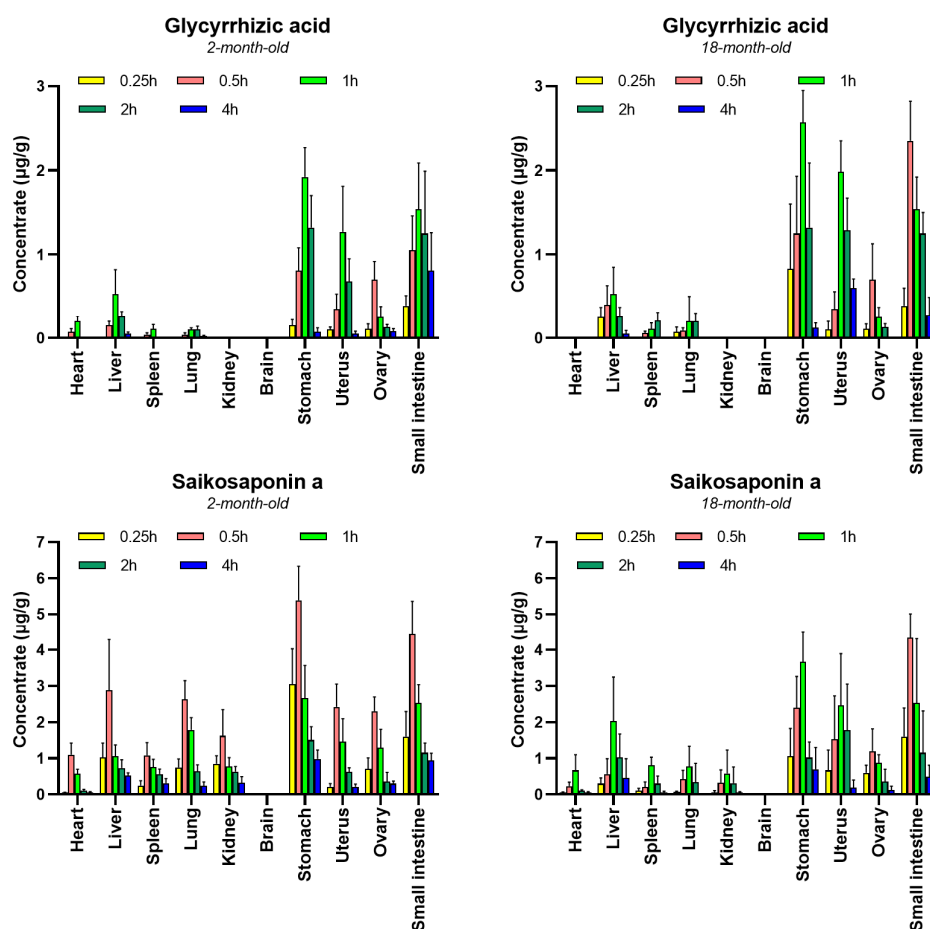 Glycyrrhizic acid
2-month-old
0.25h 0.5h 1h
2h 4h
Concentrate (μg/g)
3
2
1
0
Heart
Liver
Spleen
Lung
Kidney
Brain
Stomach
Uterus
Ovary
Small intestine
Glycyrrhizic acid
18-month-old
0.25h 0.5h 1h
2h 4h
Concentrate (μg/g)
3
2
1
0
Heart
Liver
Spleen
Lung
Kidney
Brain
Stomach
Uterus
Ovary
Small intestine
Saikosaponin a
2-month-old
0.25h 0.5h 1h
2h 4h
Concentrate (μg/g)
7
6
5
4
3
2
1
0
Heart
Liver
Spleen
Lung
Kidney
Brain
Stomach
Uterus
Ovary
Small intestine
Saikosaponin a
18-month-old
0.25h 0.5h 1h
2h 4h
Concentrate (μg/g)
7
6
5
4
3
2
1
0
Heart
Liver
Spleen
Lung
Kidney
Brain
Stomach
Uterus
Ovary
Small intestine